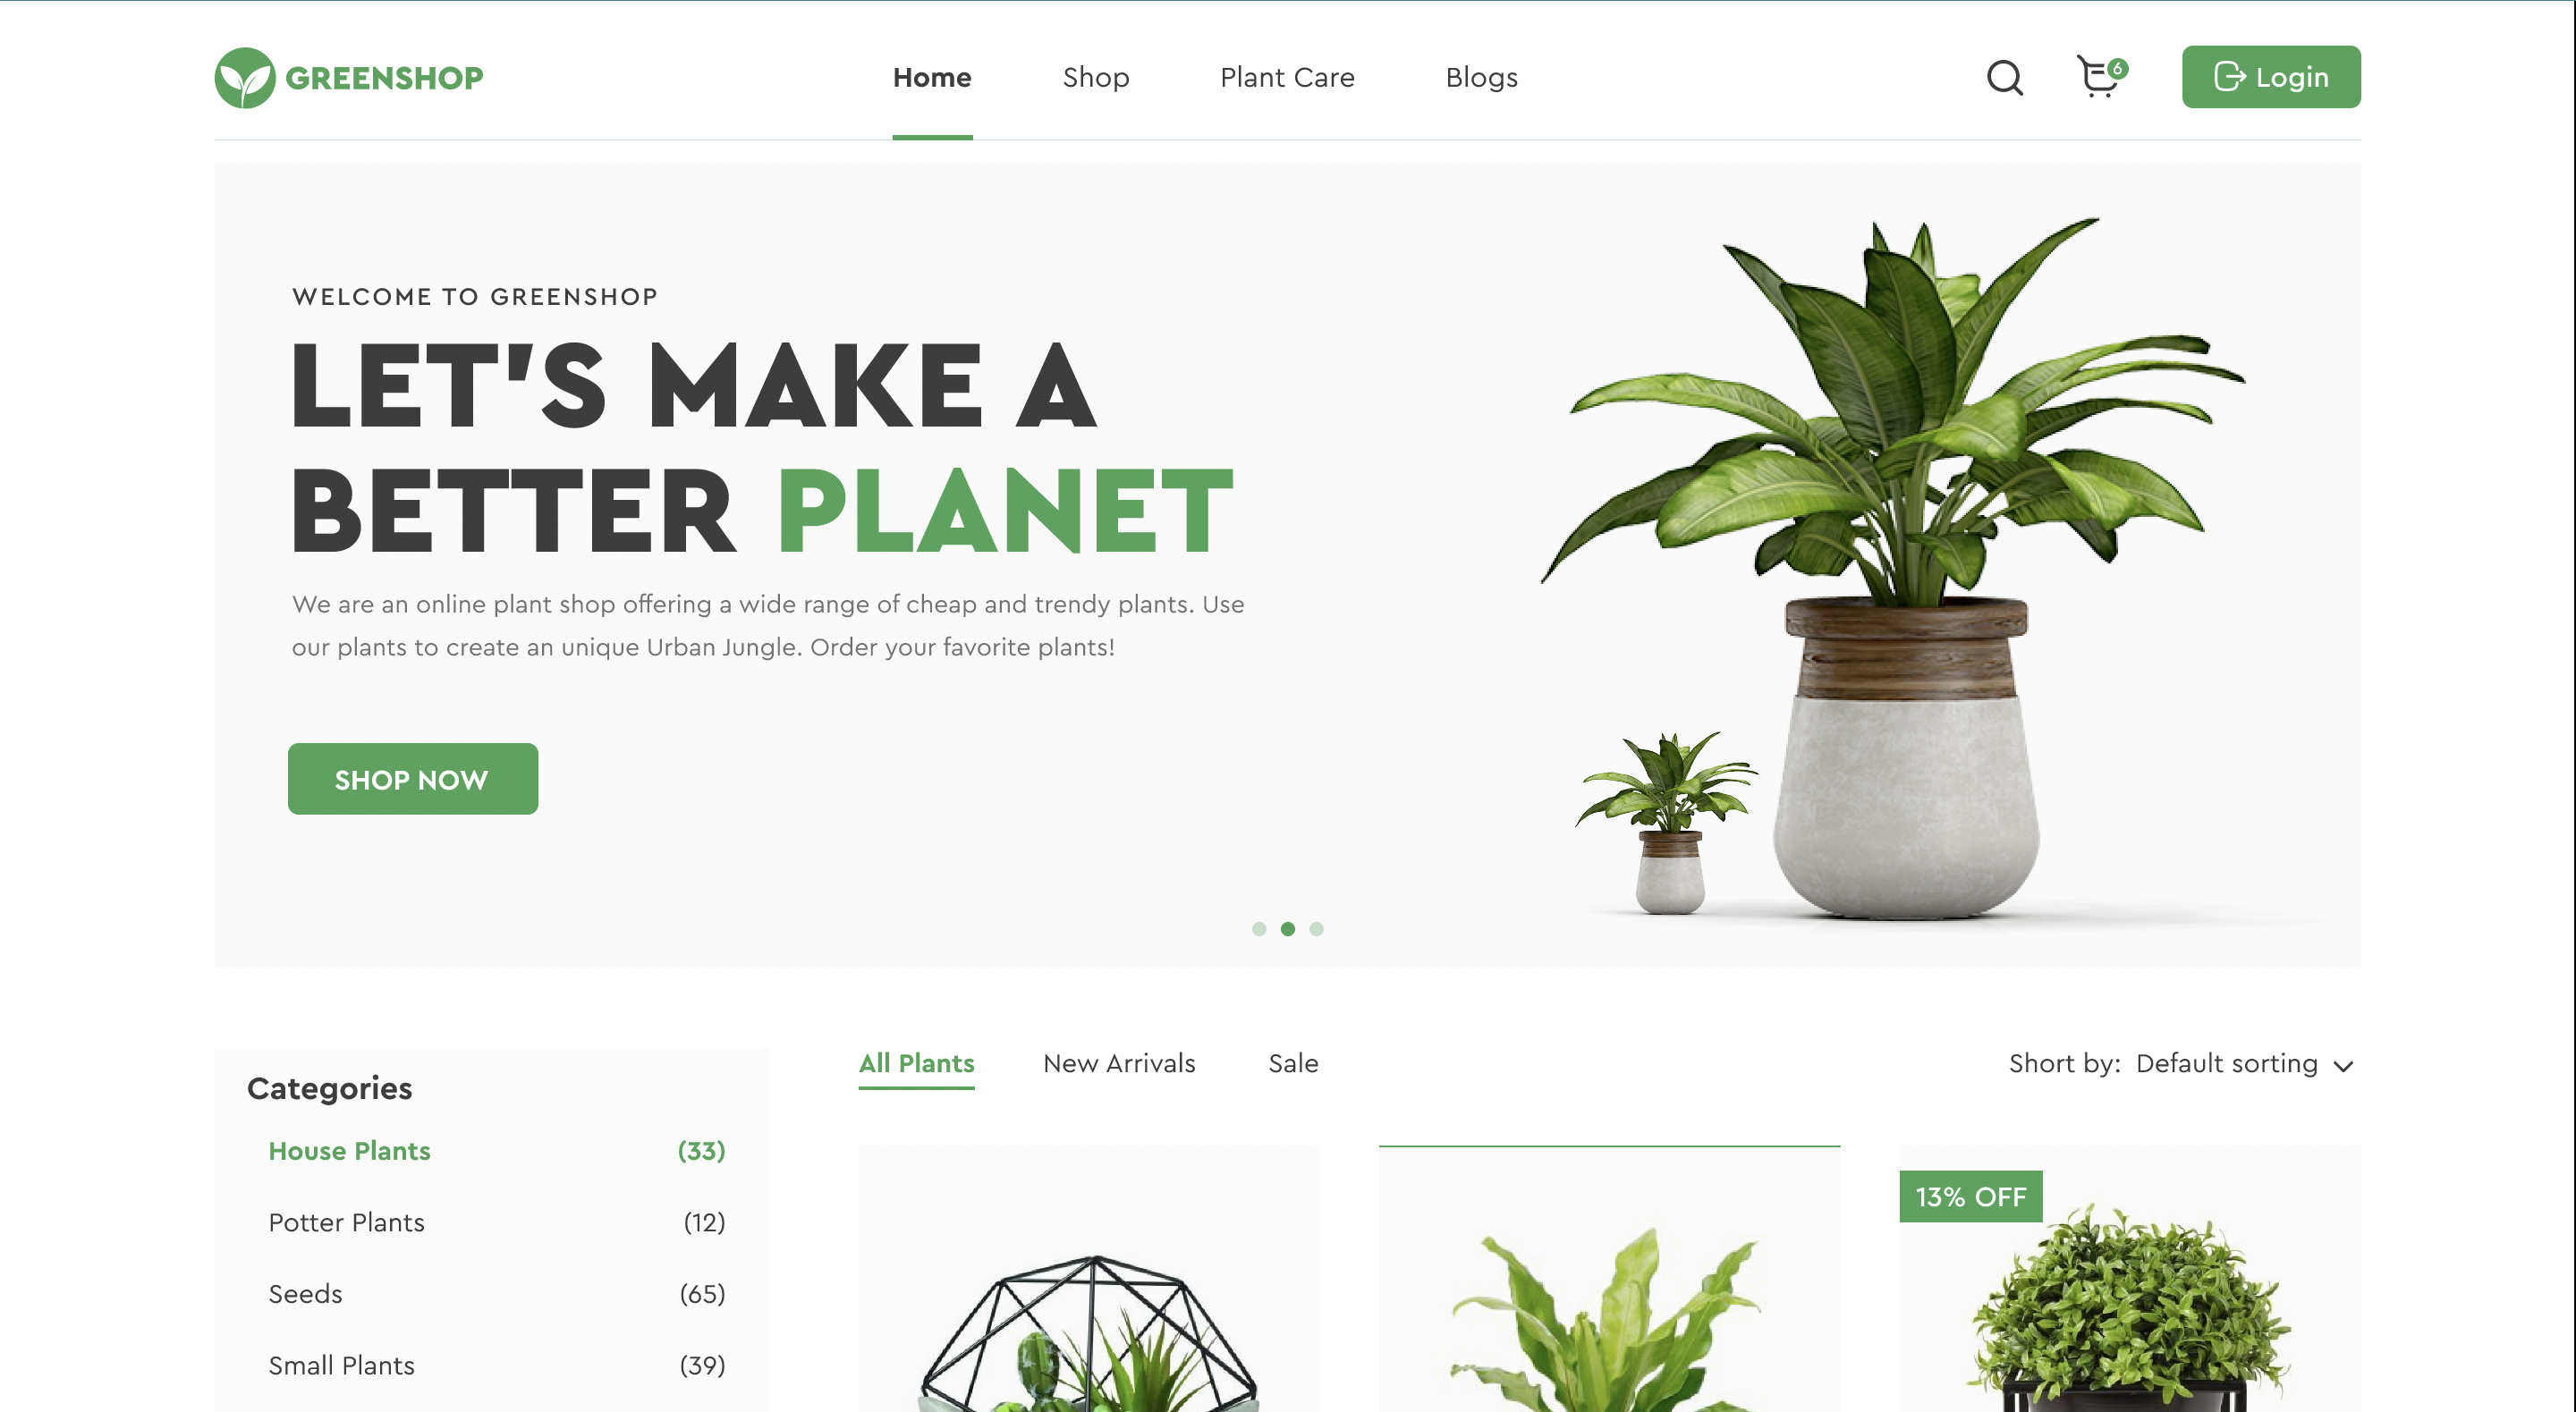 GREENSHOP
Home
Shop
Plant Care
Blogs
6
Login
WELCOME TO GREENSHOP
LET'S MAKE A
BETTER PLANET
We are an online plant shop offering a wide range of cheap and trendy plants. Use
our plants to create an unique Urban Jungle. Order your favorite plants!
SHOP NOW
Categories
House Plants (33)
Potter Plants (12)
Seeds (65)
Small Plants (39)
All Plants
New Arrivals
Sale
Short by: Default sorting
13% OFF